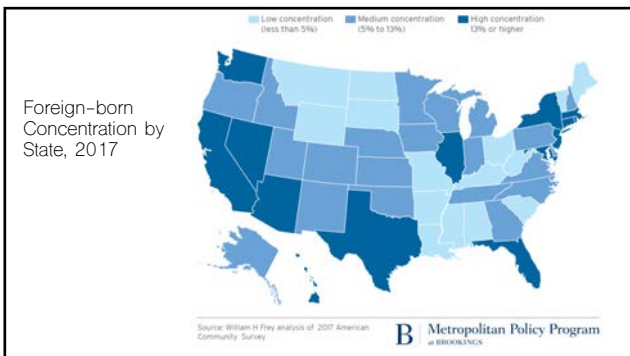 Low concentration
(less than 5%)
Medium concentration
(5% to 13%)
High concentration
13% or higher
Foreign-born
Concentration by
State, 2017
Source: William H Frey analysis of 2017 American
Community Survey
B Metropolitan Policy Program
at BROOKINGS